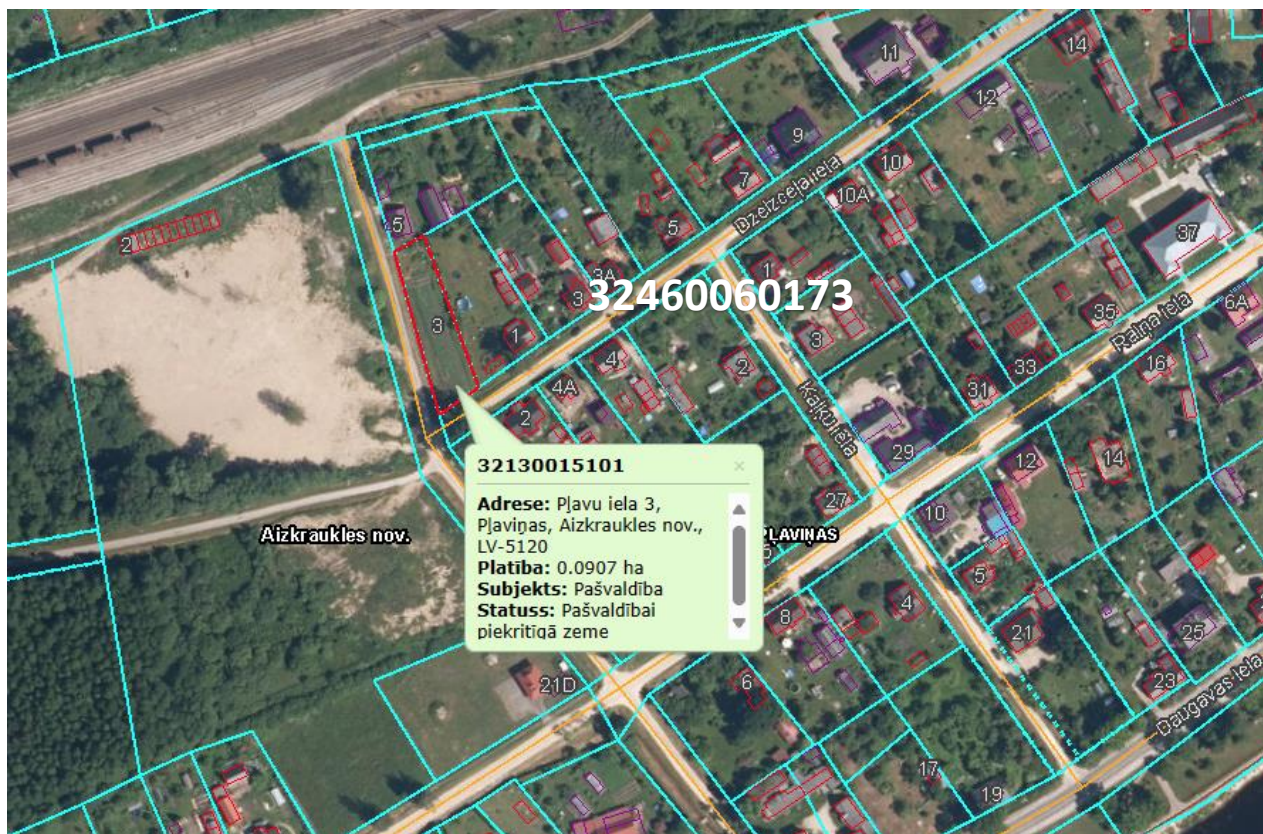 11
14
12
9
10
7
Dzelzceļa iela
10A
5
5
37
2
1
3A
3
32460060173
3
6A
1
3
35
Raiņa iela
4
2
33
16
4A
31
Kaļķu iela
2
29
12
14
32130015101
Adrese: Pļavu iela 3,
Pļaviņas, Aizkraukles nov.,
LV-5120
Platība: 0.0907 ha
Subjekts: Pašvaldība
Statuss: Pašvaldībai
piekritīgā zeme
27
10
Aizkraukles nov.
PĻAVIŅAS
5
8
4
21
25
21D
6
23
Daugavas iela
17
19